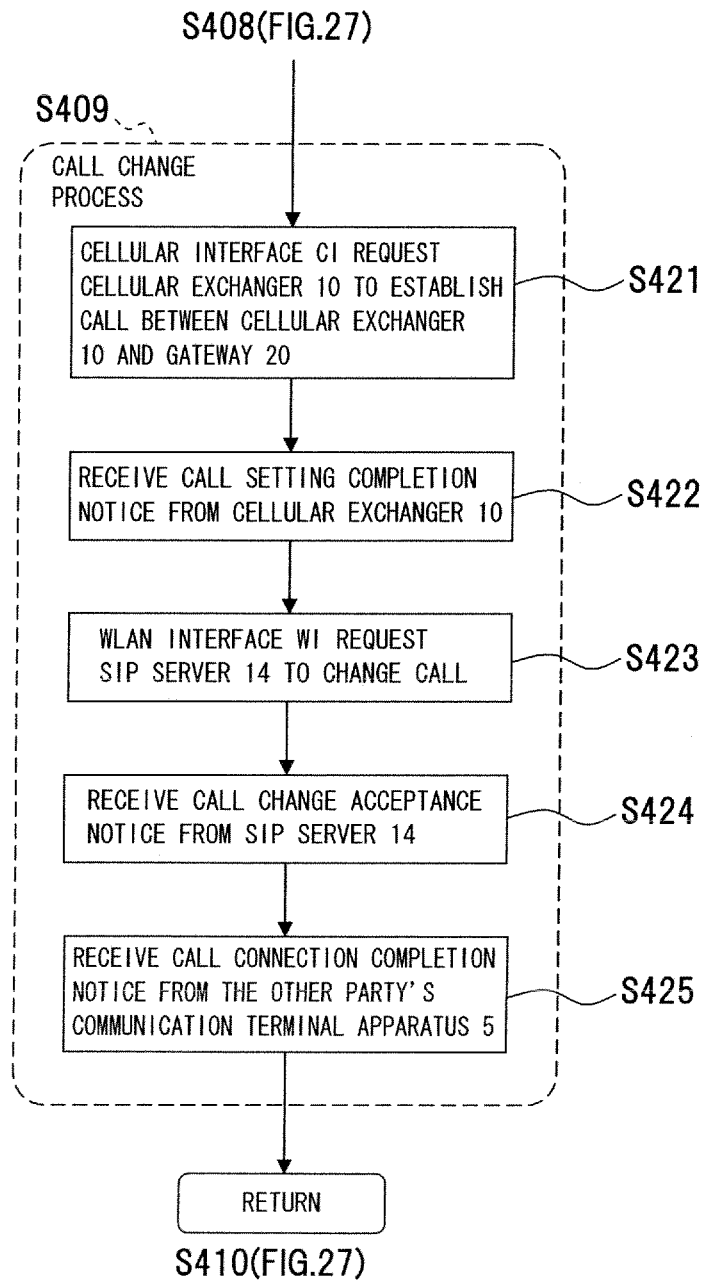 S408(FIG.27)
S409
CALL CHANGE
PROCESS
CELLULAR INTERFACE CI REQUEST
CELLULAR EXCHANGER 10 TO ESTABLISH
CALL BETWEEN CELLULAR EXCHANGER
10 AND GATEWAY 20
S421
RECEIVE CALL SETTING COMPLETION
NOTICE FROM CELLULAR EXCHANGER 10
S422
WLAN INTERFACE WI REQUEST
SIP SERVER 14 TO CHANGE CALL
S423
RECEIVE CALL CHANGE ACCEPTANCE
NOTICE FROM SIP SERVER 14
S424
RECEIVE CALL CONNECTION COMPLETION
NOTICE FROM THE OTHER PARTY'S
COMMUNICATION TERMINAL APPARATUS 5
S425
RETURN
S410(FIG.27)